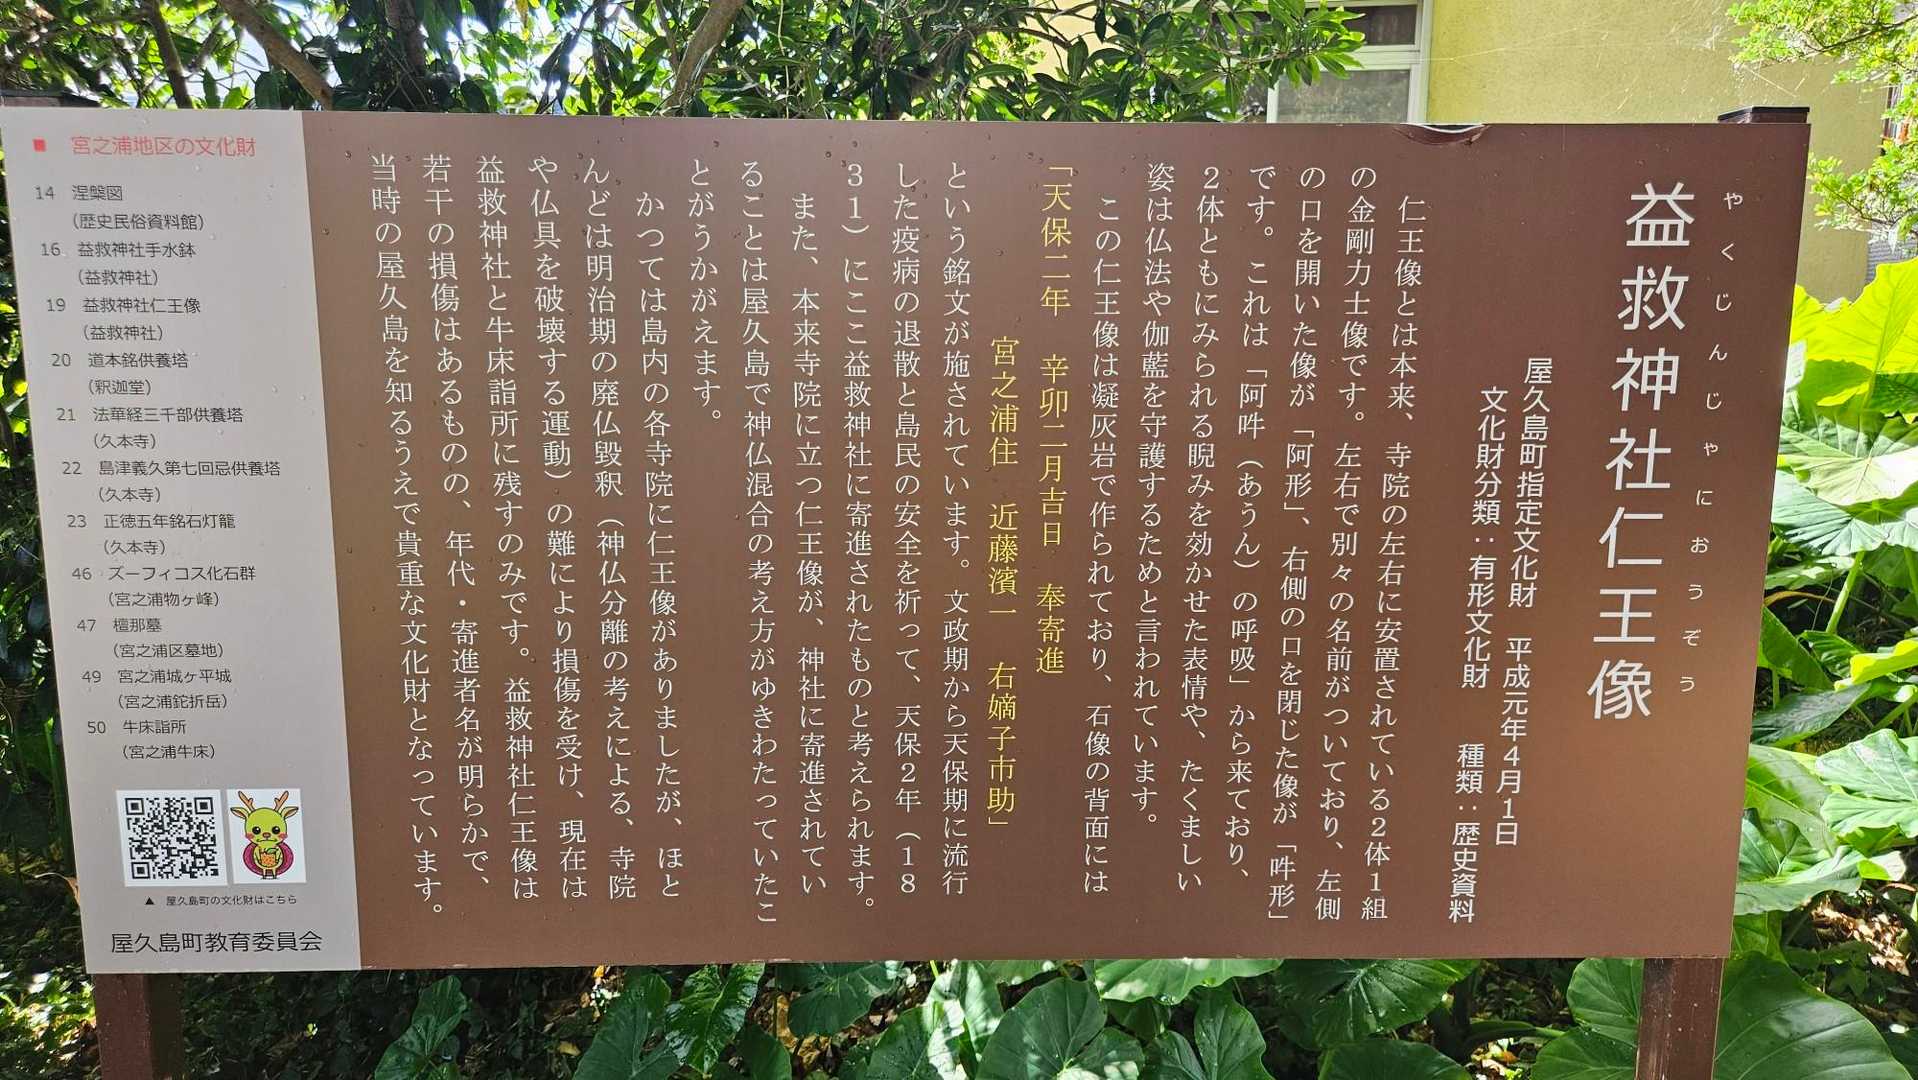 益救神社仁王像
やくじんじゃにおうぞう
屋久島町指定文化財　平成元年4月1日
文化財分類：有形文化財　種類：歴史資料
仁王像とは本来、寺院の左右に安置されている2体1組
の金剛力士像です。左右で別々の名前がついており、左側
の口を開いた像が「阿形」、右側の口を閉じた像が「吽形」
です。これは「阿吽（あうん）の呼吸」から来ており、
2体ともにみられる睨みを効かせた表情や、たくましい
姿は仏法や伽藍を守護するためと言われています。
この仁王像は凝灰岩で作られており、石像の背面には
「天保二年　辛卯二月吉日　奉寄進
宮之浦住　近藤濱一　右嫡子市助」
という銘文が施されています。文政期から天保期に流行
した疫病の退散と島民の安全を祈って、天保2年（18
31）にここ益救神社に寄進されたものと考えられます。
また、本来寺院に立つ仁王像が、神社に寄進されてい
ることは屋久島で神仏混合の考え方がゆきわたっていたこ
とがうかがえます。
かつては島内の各寺院に仁王像がありましたが、ほと
んどは明治期の廃仏毀釈（神仏分離の考えによる、寺院
や仏具を破壊する運動）の難により損傷を受け、現在は
益救神社と牛床詣所に残すのみです。益救神社仁王像は
若干の損傷はあるものの、年代・寄進者名が明らかで、
当時の屋久島を知るうえで貴重な文化財となっています。
■ 宮之浦地区の文化財
14 涅槃図
（歴史民俗資料館）
16 益救神社手水鉢
（益救神社）
19 益救神社仁王像
（益救神社）
20 道本銘供養塔
（釈迦堂）
21 法華経三千部供養塔
（久本寺）
22 島津義久第七回忌供養塔
（久本寺）
23 正徳五年銘石灯籠
（久本寺）
46 ズーフィコス化石群
（宮之浦物ヶ峰）
47 檀那墓
（宮之浦区墓地）
49 宮之浦城ヶ平城
（宮之浦鉈折岳）
50 牛床詣所
（宮之浦牛床）
▲ 屋久島町の文化財はこちら
屋久島町教育委員会